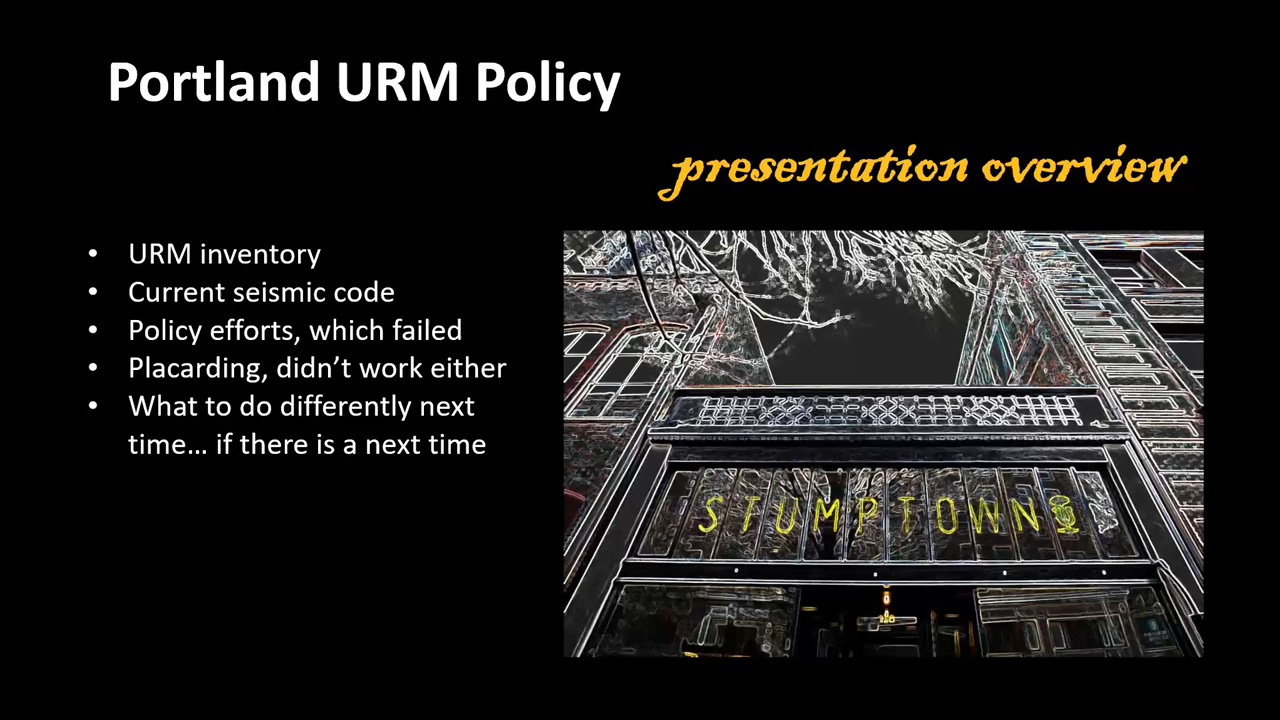 Portland URM Policy
presentation overview
• URM inventory
• Current seismic code
• Policy efforts, which failed
• Placarding, didn’t work either
• What to do differently next
time… if there is a next time
STUMPTOWN